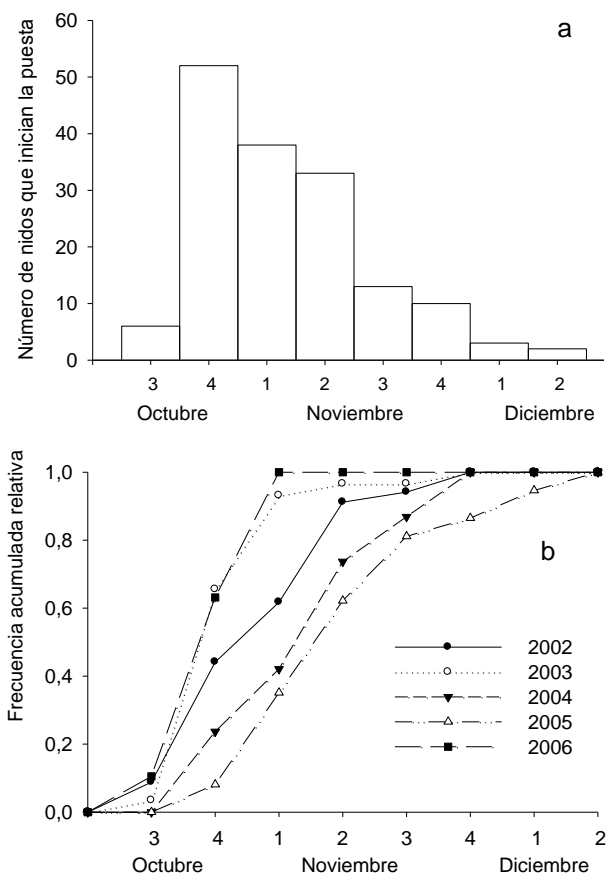 a
Número de nidos que inician la puesta
60
50
40
30
20
10
0
3 4 1 2 3 4 1 2
Octubre Noviembre Diciembre
b
Frecuencia acumulada relativa
1,0
0,8
0,6
0,4
0,2
0,0
2002
2003
2004
2005
2006
3 4 1 2 3 4 1 2
Octubre Noviembre Diciembre